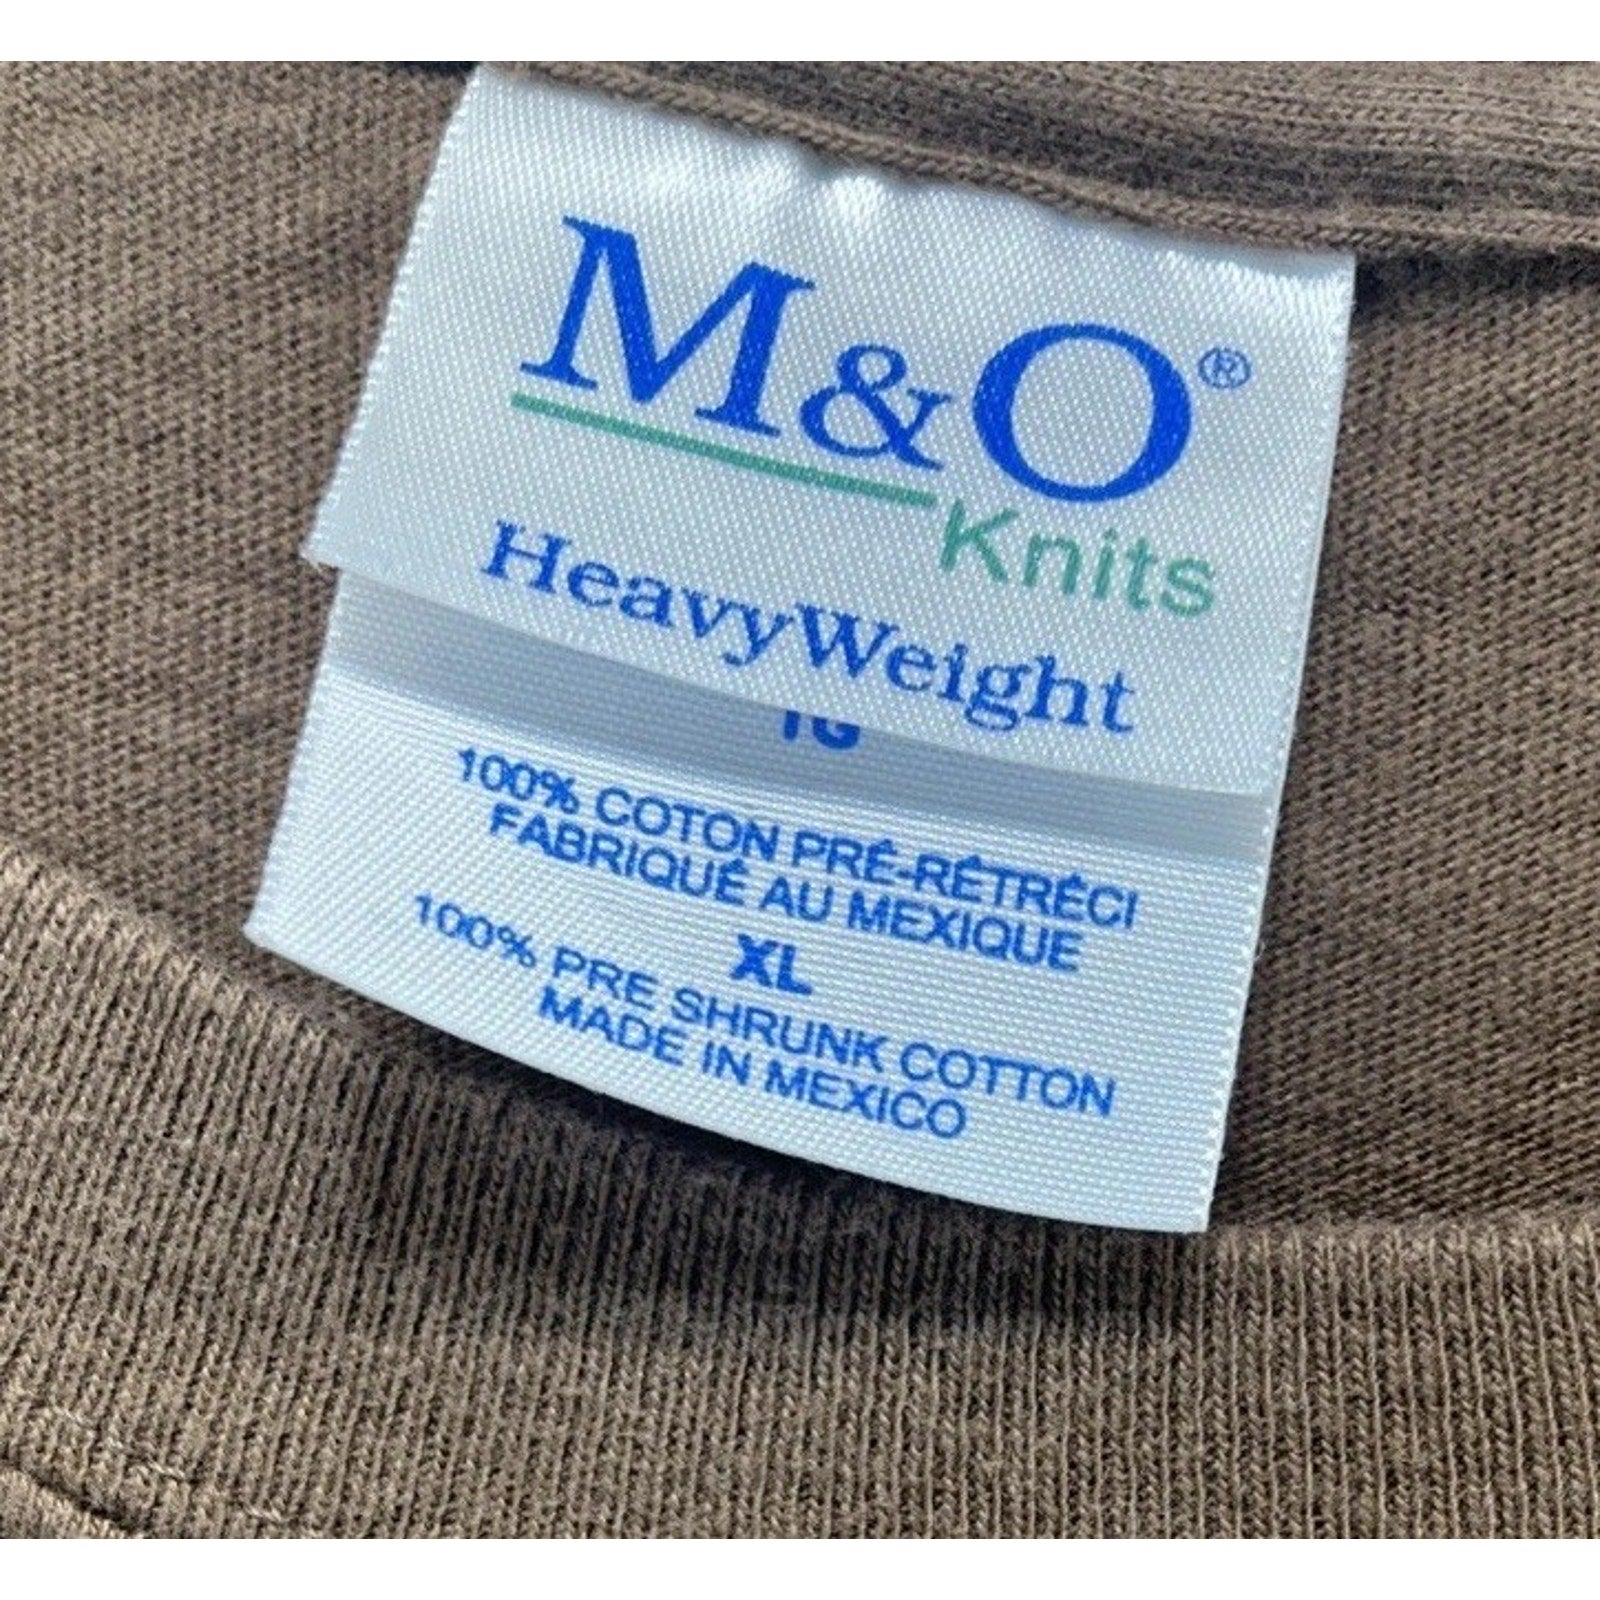 M&O®
Knits
HeavyWeight
100% COTON PRÉ-RÉTRÉCI
FABRIQUÉ AU MEXIQUE
XL
100% PRE SHRUNK COTTON
MADE IN MEXICO